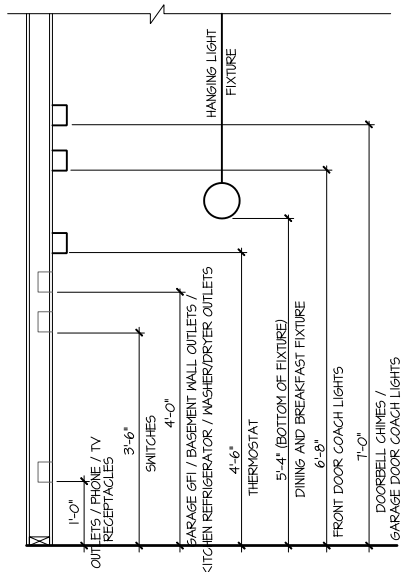 HANGING LIGHT
FIXTURE
1'-0"
OUTLETS / PHONE / TV
RECEPTACLES
3'-6"
SWITCHES
4'-0"
GARAGE GFI / BASEMENT WALL OUTLETS /
KITCHEN REFRIGERATOR / WASHER/DRYER OUTLETS
4'-6"
THERMOSTAT
5'-4" (BOTTOM OF FIXTURE)
DINING AND BREAKFAST FIXTURE
6'-8"
FRONT DOOR COACH LIGHTS
7'-0"
DOORBELL CHIMES /
GARAGE DOOR COACH LIGHTS